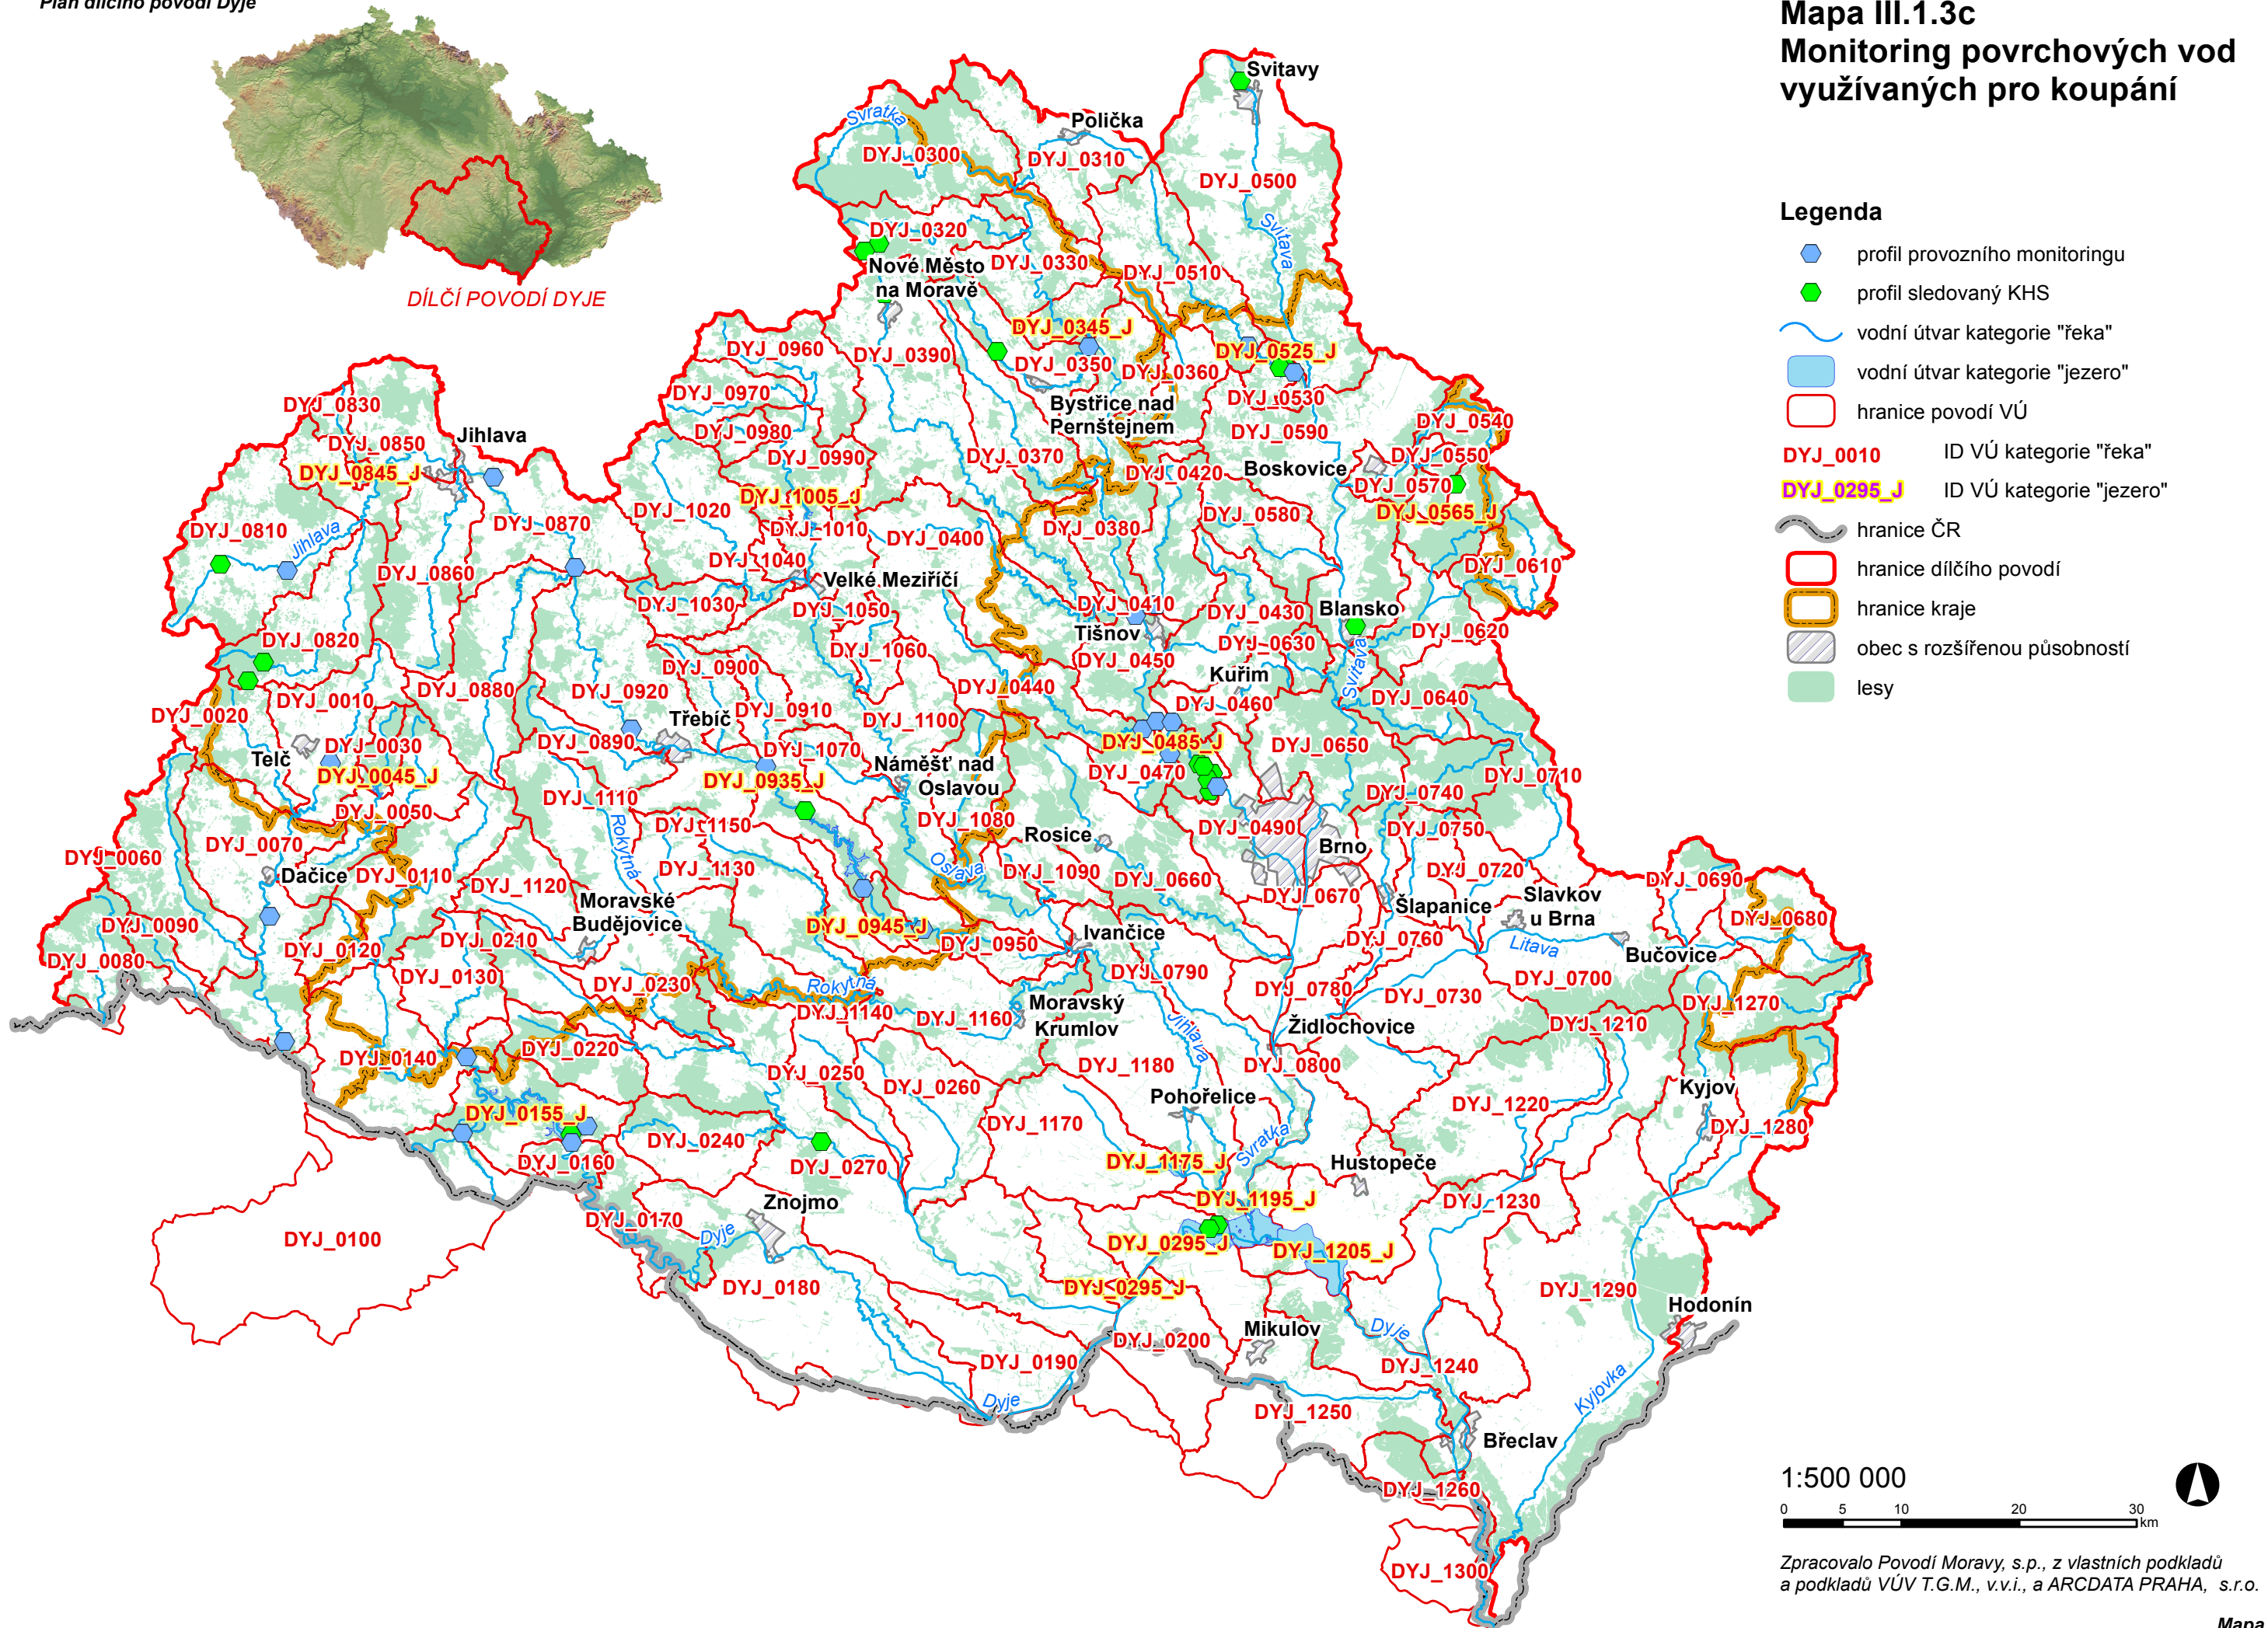 Plán dílčího povodí Dyje
Mapa III.1.3c
Monitoring povrchových vod
využívaných pro koupání
DÍLČÍ POVODÍ DYJE
Legenda
profil provozního monitoringu
profil sledovaný KHS
vodní útvar kategorie "řeka"
vodní útvar kategorie "jezero"
hranice povodí VÚ
DYJ_0010 ID VÚ kategorie "řeka"
DYJ_0295_J ID VÚ kategorie "jezero"
hranice ČR
hranice dílčího povodí
hranice kraje
obec s rozšířenou působností
lesy
Svitavy
Svratka
Polička
DYJ_0300
DYJ_0310
DYJ_0500
DYJ_0320
Svitava
Nové Město
na Moravě
DYJ_0330
DYJ_0510
DYJ_0345_J
DYJ_0960
DYJ_0390
DYJ_0350
DYJ_0525_J
DYJ_0360
DYJ_0970
DYJ_0530
DYJ_0830
Bystřice nad
Pernštejnem
DYJ_0540
DYJ_0980
DYJ_0590
DYJ_0850
Jihlava
DYJ_0990
DYJ_0370
DYJ_0550
DYJ_0845_J
DYJ_0420
Boskovice
DYJ_0570
DYJ_1005_J
DYJ_1020
DYJ_0565_J
DYJ_0810
Jihlava
DYJ_0870
DYJ_1010
DYJ_0400
DYJ_0380
DYJ_0580
DYJ_1040
DYJ_0860
Velké Meziříčí
DYJ_0610
DYJ_1030
DYJ_1050
DYJ_0410
DYJ_0430
Blansko
Tišnov
DYJ_0620
DYJ_0820
DYJ_1060
DYJ_0450
DYJ_0630
DYJ_0900
Kuřim
Svitava
DYJ_0880
DYJ_0920
DYJ_0440
DYJ_0010
DYJ_0640
DYJ_0020
DYJ_0910
DYJ_0460
Třebíč
DYJ_1100
DYJ_0030
DYJ_0890
DYJ_1070
DYJ_0485_J
DYJ_0650
Telč
DYJ_0045_J
DYJ_0935_J
Náměšť nad
Oslavou
DYJ_0470
DYJ_0710
DYJ_1110
DYJ_0740
DYJ_0050
DYJ_1150
DYJ_1080
DYJ_0490
DYJ_0750
DYJ_0070
Rokytná
Rosice
Brno
DYJ_0060
DYJ_1130
Oslava
DYJ_1090
DYJ_0720
Dačice
DYJ_0110
DYJ_1120
DYJ_0660
DYJ_0690
DYJ_0670
Moravské
Budějovice
Slavkov
u Brna
Šlapanice
DYJ_0680
DYJ_0090
DYJ_0945_J
DYJ_0950
Ivančice
DYJ_0760
DYJ_0210
DYJ_0120
Litava
Bučovice
DYJ_0080
DYJ_0130
DYJ_0230
Rokytná
DYJ_0790
DYJ_0700
DYJ_0780
DYJ_0730
DYJ_1270
DYJ_1140
DYJ_1160
Moravský
Krumlov
Jihlava
Židlochovice
DYJ_1210
DYJ_0140
DYJ_0220
DYJ_0250
DYJ_0260
DYJ_1180
DYJ_0800
Kyjov
DYJ_0155_J
Pohořelice
DYJ_1220
DYJ_1170
DYJ_0240
Svratka
DYJ_1280
DYJ_0160
DYJ_0270
DYJ_1175_J
Hustopeče
DYJ_1195_J
DYJ_1230
Znojmo
DYJ_0170
Dyje
DYJ_0100
DYJ_0295_J
DYJ_1205_J
DYJ_0180
DYJ_0295_J
DYJ_1290
Hodonín
DYJ_0200
Mikulov
Dyje
DYJ_0190
DYJ_1240
Kyjovka
Dyje
DYJ_1250
Břeclav
DYJ_1260
DYJ_1300
1:500 000
0 5 10 20 30
km
Zpracovalo Povodí Moravy, s.p., z vlastních podkladů
a podkladů VÚV T.G.M., v.v.i., a ARCDATA PRAHA, s.r.o.
Mapa